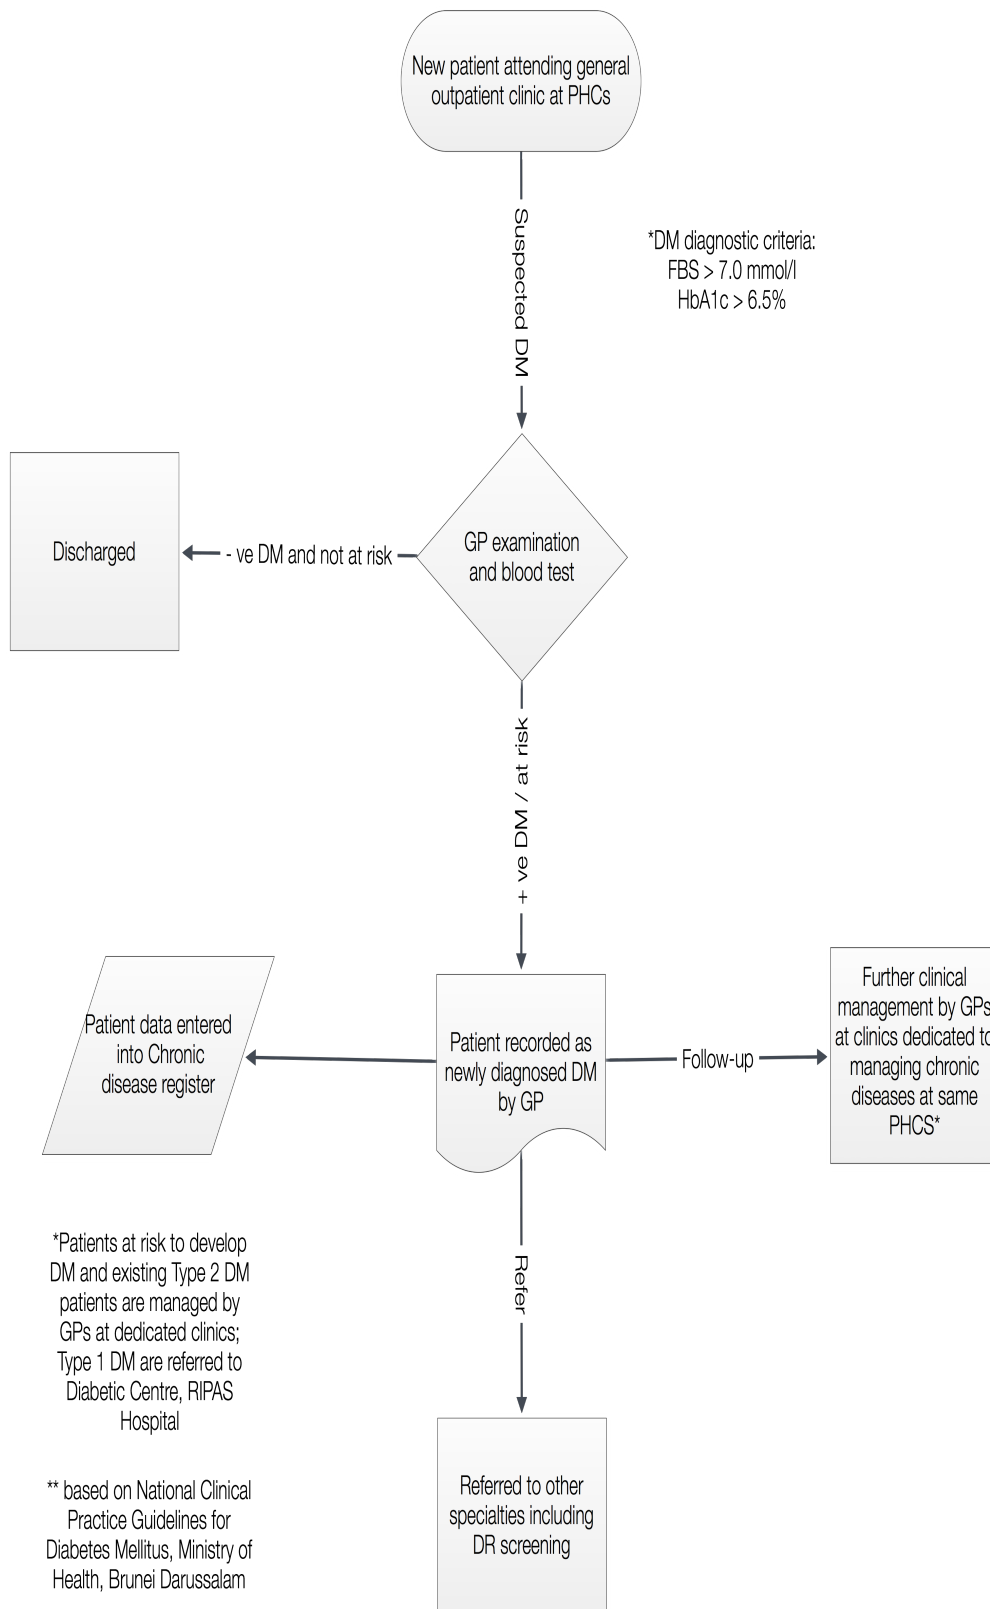 New patient attending general
outpatient clinic at PHCs
Suspected DM
*DM diagnostic criteria:
FBS > 7.0 mmol/l
HbA1c > 6.5%
GP examination
and blood test
- ve DM and not at risk
Discharged
+ ve DM / at risk
Patient recorded as
newly diagnosed DM
by GP
Patient data entered
into Chronic
disease register
Follow-up
Further clinical
management by GPs
at clinics dedicated to
managing chronic
diseases at same
PHCS*
Refer
*Patients at risk to develop
DM and existing Type 2 DM
patients are managed by
GPs at dedicated clinics;
Type 1 DM are referred to
Diabetic Centre, RIPAS
Hospital
** based on National Clinical
Practice Guidelines for
Diabetes Mellitus, Ministry of
Health, Brunei Darussalam
Referred to other
specialties including
DR screening